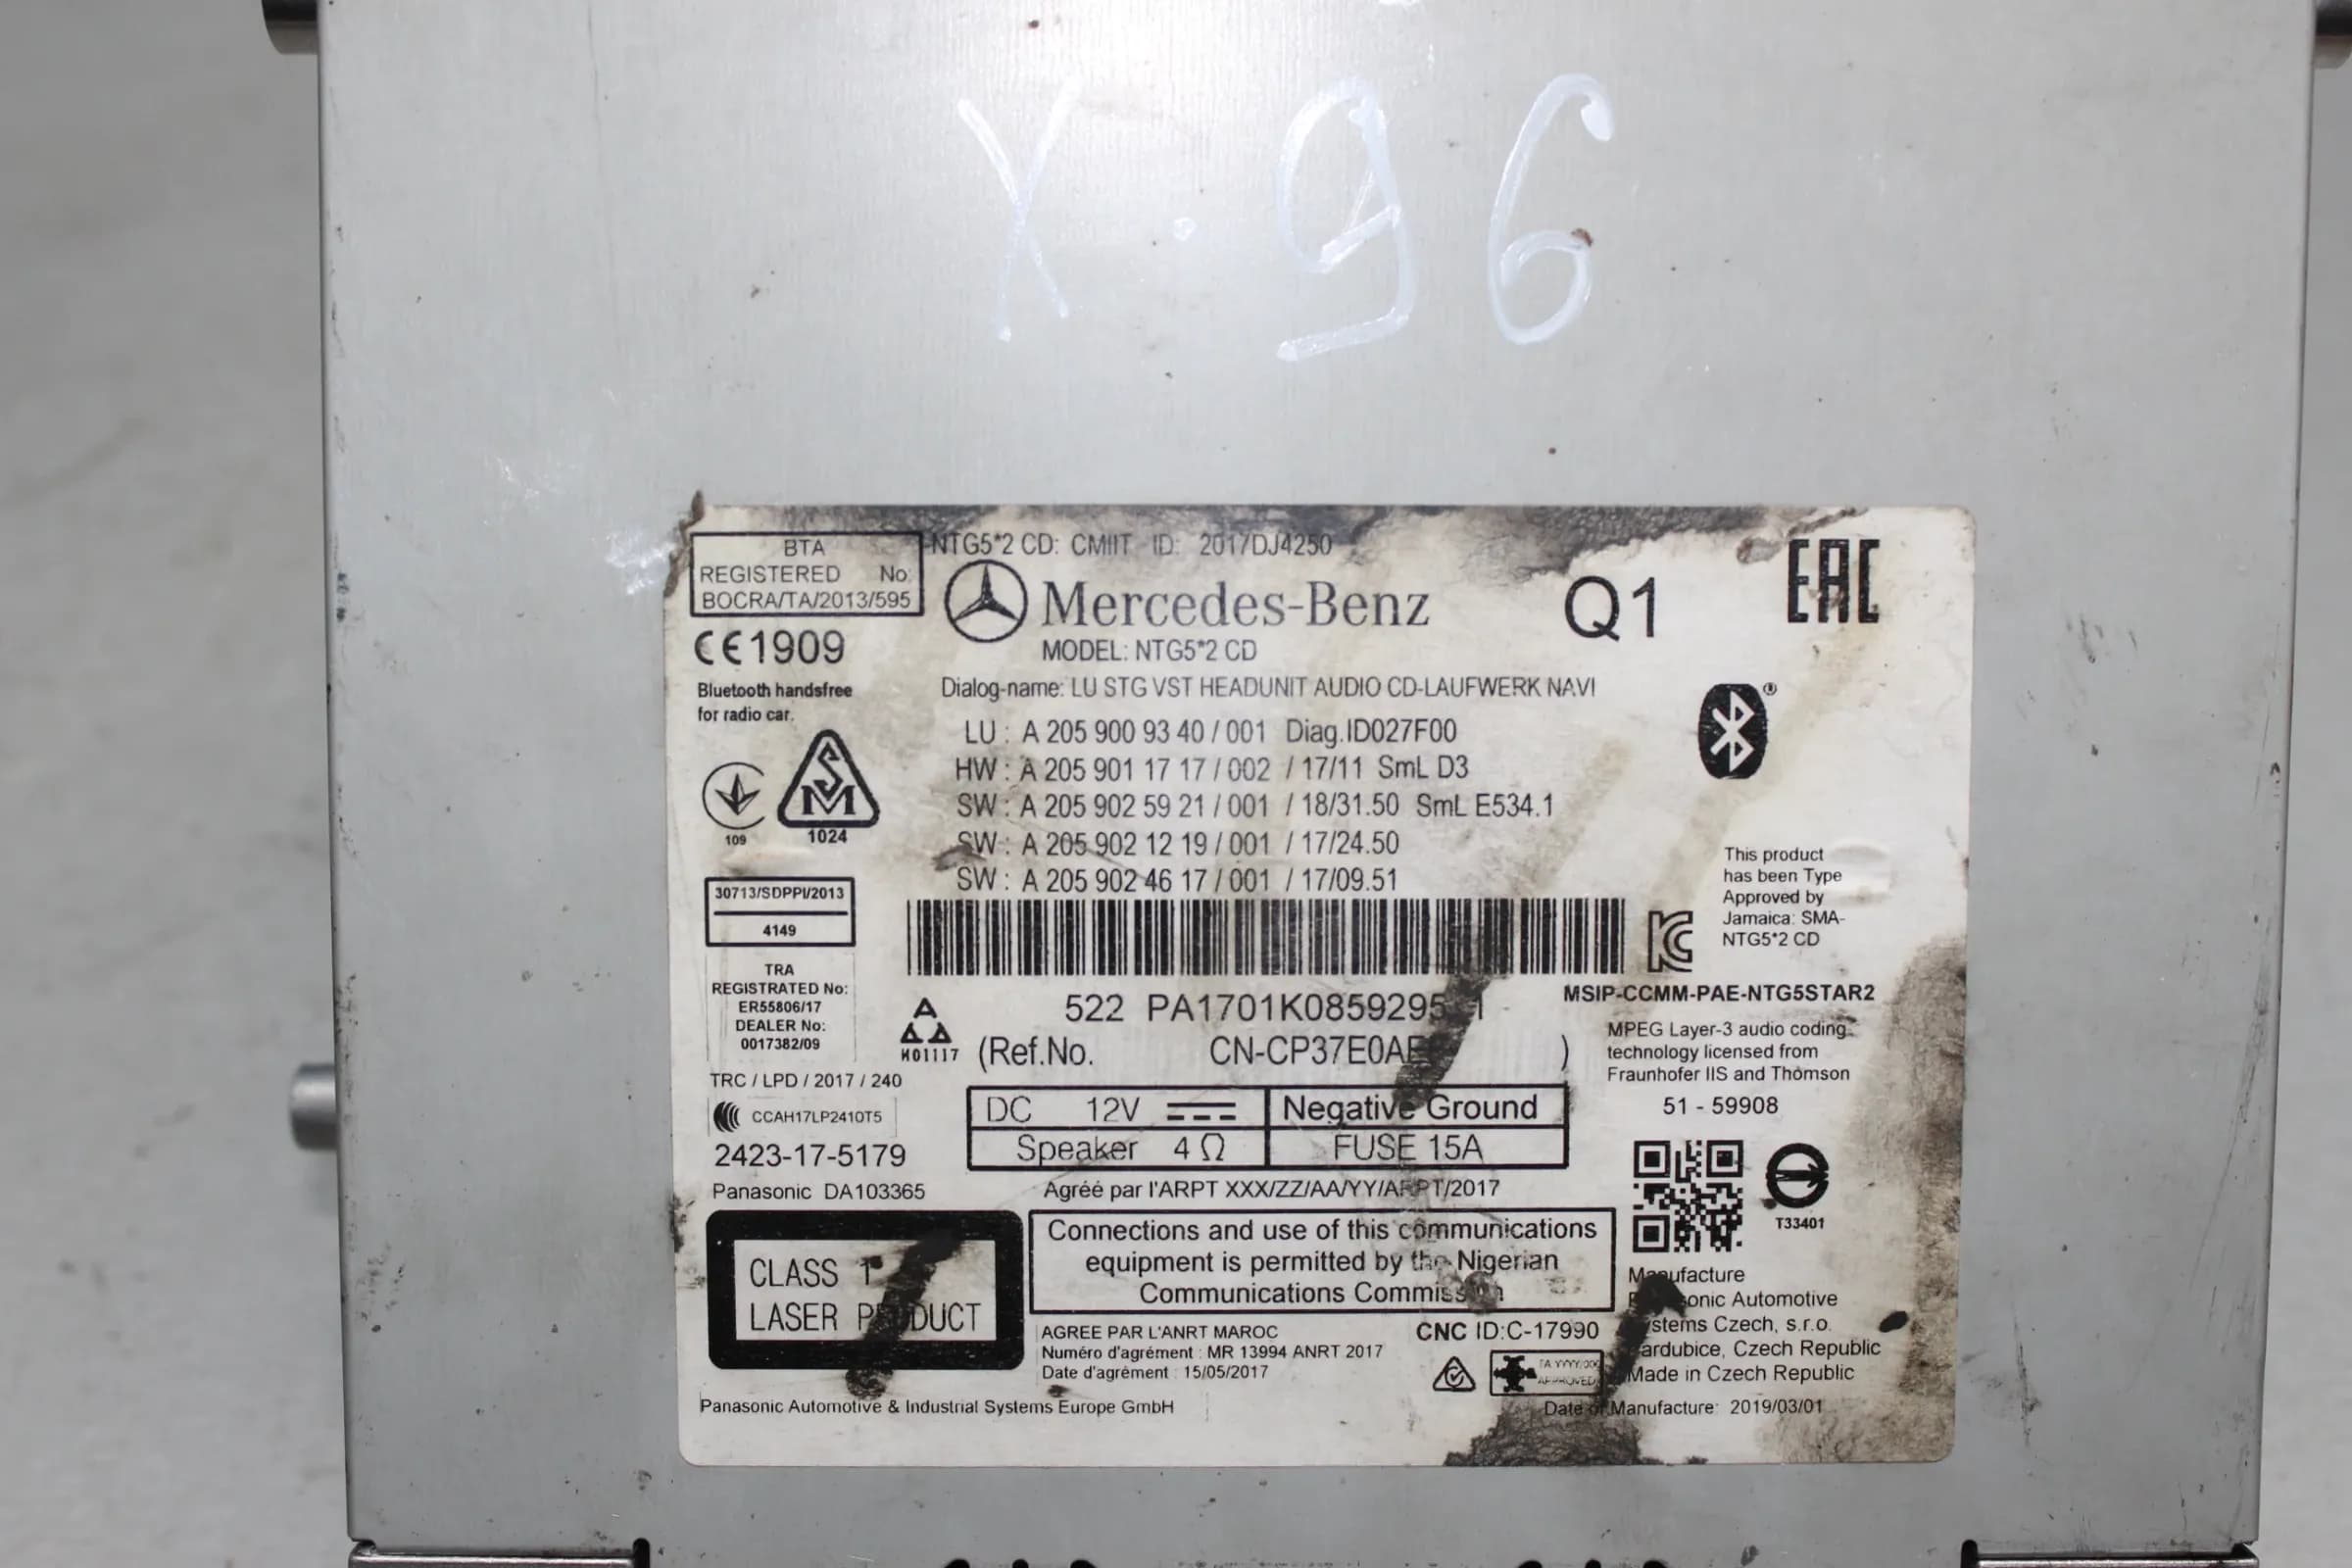 X . 96
BTA
REGISTERED No:
BOCRA/TA/2013/595
NTG5*2 CD: CMIIT ID: 2017DJ4250
Mercedes-Benz
MODEL: NTG5*2 CD
Q1
EAC
CE1909
Bluetooth handsfree
for radio car.
Dialog-name: LU STG VST HEADUNIT AUDIO CD-LAUFWERK NAVI
LU : A 205 900 93 40 / 001 Diag.ID027F00
HW : A 205 901 17 17 / 002 / 17/11 SmL D3
SW : A 205 902 59 21 / 001 / 18/31.50 SmL E534.1
SW : A 205 902 12 19 / 001 / 17/24.50
SW : A 205 902 46 17 / 001 / 17/09.51
109
SM
1024
30713/SDPPI/2013
4149
TRA
REGISTRATED No:
ER55806/17
DEALER No:
0017382/09
This product
has been Type
Approved by
Jamaica: SMA-
NTG5*2 CD
KC
MSIP-CCMM-PAE-NTG5STAR2
522 PA1701K0859295
H01117
(Ref.No. )
MPEG Layer-3 audio coding
technology licensed from
Fraunhofer IIS and Thomson
51 - 59908
TRC / LPD / 2017 / 240
CCAH17LP2410T5
2423-17-5179
Panasonic DA103365
DC 12V Negative Ground
Speaker 4 Ω FUSE 15A
Agréé par l'ARPT XXX/ZZ/AA/YY/ARPT/2017
T33401
CLASS 1
LASER PRODUCT
Connections and use of this communications
equipment is permitted by the Nigerian
Communications Commission
AGREE PAR L'ANRT MAROC
Numéro d'agrément : MR 13994 ANRT 2017
Date d'agrément : 15/05/2017
CNC ID:C-17990
TA YYYY/000
APPROVED
Manufacture
Panasonic Automotive
Systems Czech, s.r.o.
Pardubice, Czech Republic
Made in Czech Republic
Panasonic Automotive & Industrial Systems Europe GmbH
Date of Manufacture: 2019/03/01